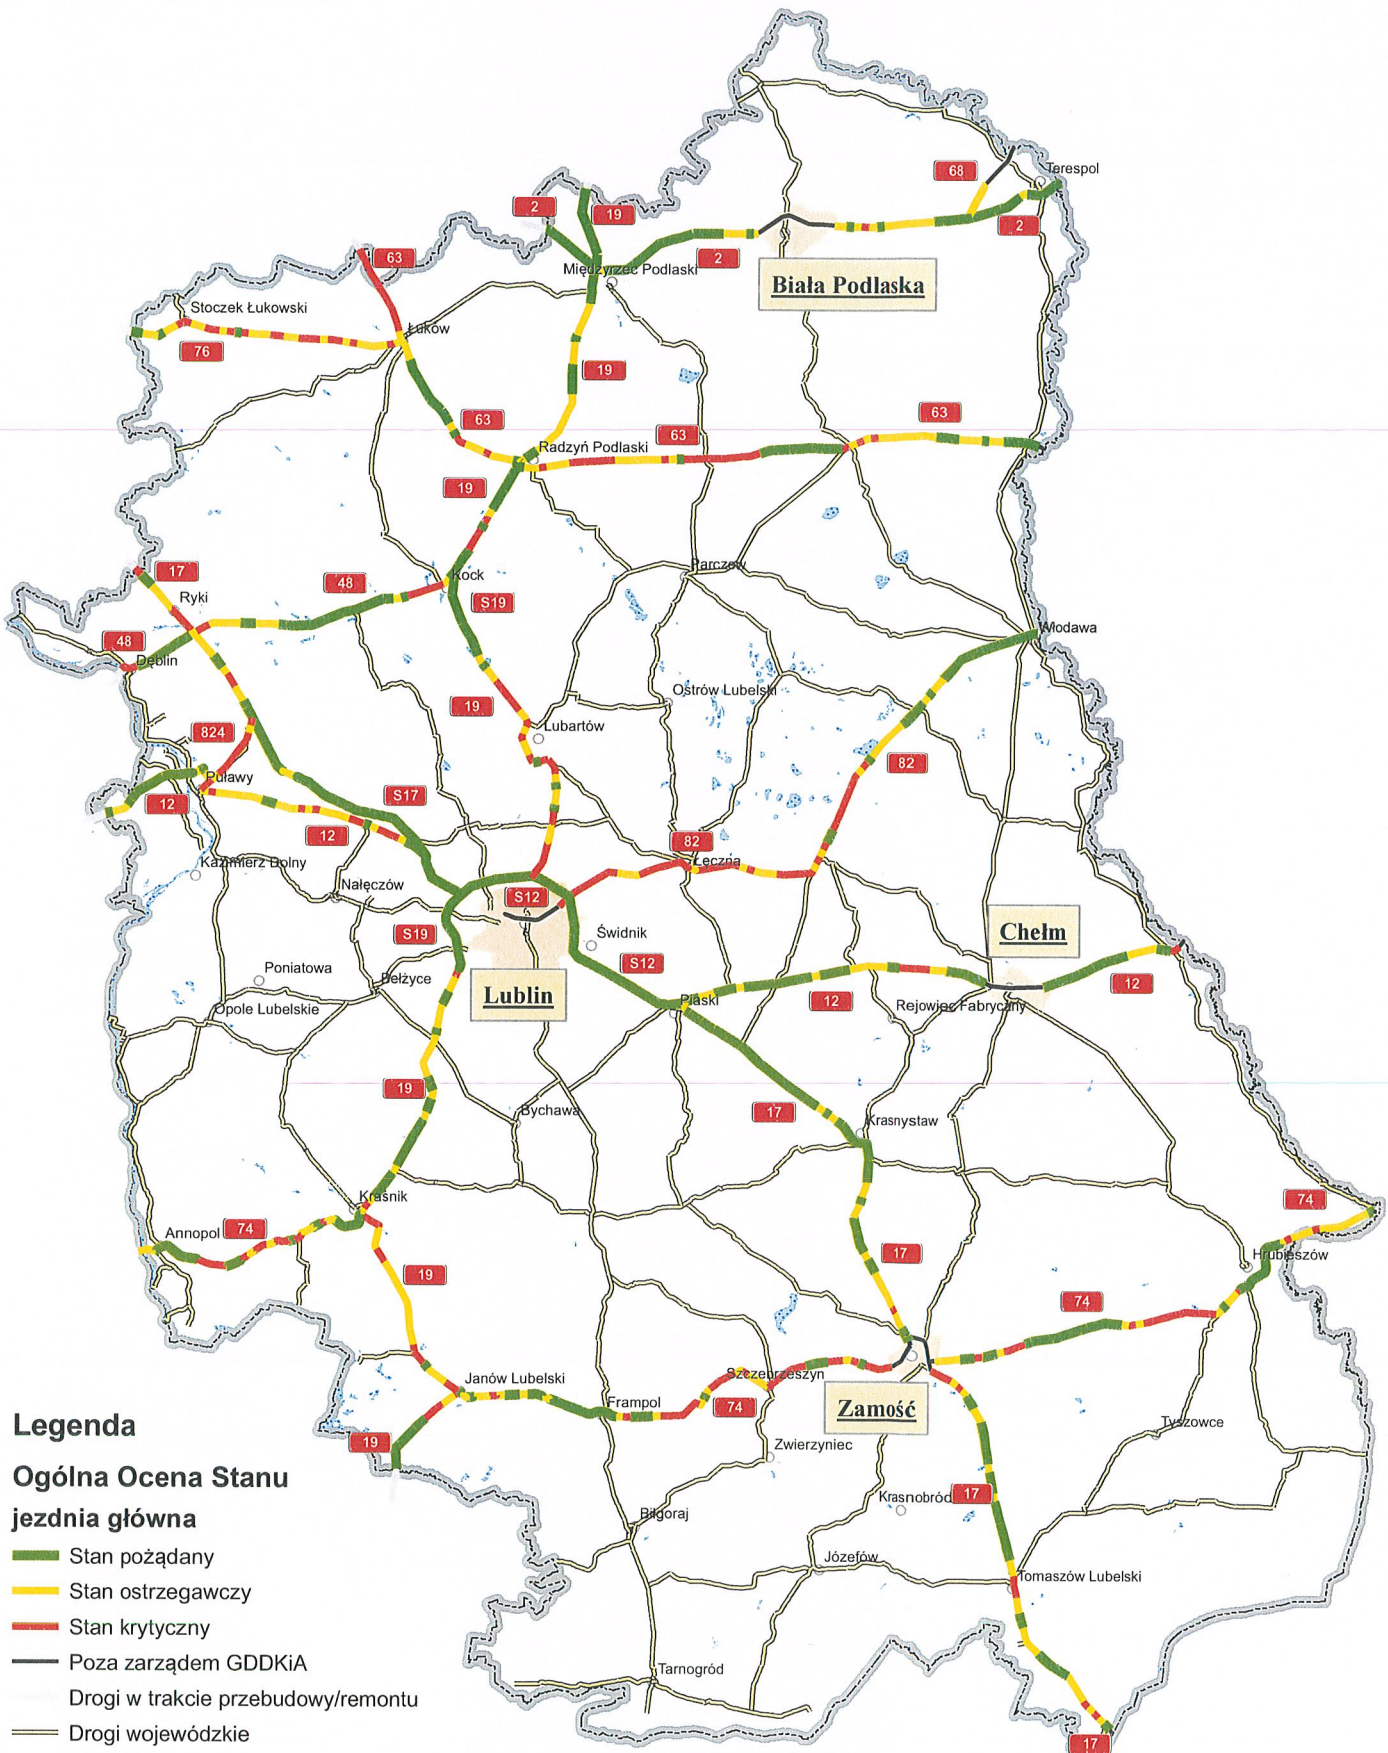 68
Terespol
2
19
2
63
Międzyrzec Podlaski
2
Biała Podlaska
Stoczek Łukowski
Łuków
76
19
63
63
63
Radzyń Podlaski
19
17
48
Kock
Parczew
Ryki
S19
48
Dęblin
Włodawa
Ostrów Lubelski
19
824
Lubartów
82
Puławy
12
S17
12
82
Łęczna
Kazimierz Dolny
Nałęczów
S12
S19
Świdnik
Chełm
S12
Poniatowa
Bełżyce
Lublin
12
Piaski
12
Rejowiec Fabryczny
Opole Lubelskie
19
Bychawa
17
Krasnystaw
Kraśnik
74
Annopol
74
17
Hrubieszów
19
74
Szczebrzeszyn
Janów Lubelski
Frampol
74
Zamość
Legenda
Tyszowce
19
Zwierzyniec
Ogólna Ocena Stanu
Krasnobród
17
jezdnia główna
Biłgoraj
Stan pożądany
Józefów
Tomaszów Lubelski
Stan ostrzegawczy
Stan krytyczny
Poza zarządem GDDKiA
Tarnogród
Drogi w trakcie przebudowy/remontu
Drogi wojewódzkie
17